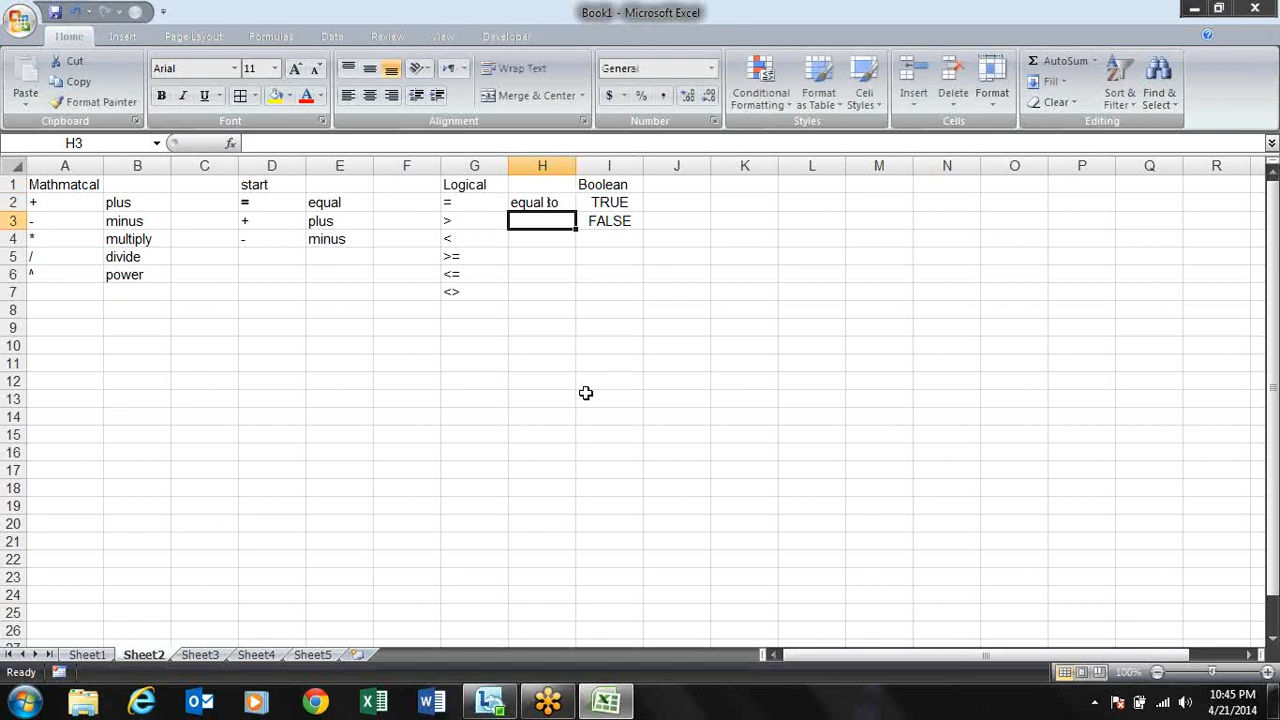 Book1 - Microsoft Excel
Home Insert Page Layout Formulas Data Review View Developer
Paste
Cut
Copy
Format Painter
Clipboard
Arial 11
B I U
A A
Font
Wrap Text
Merge & Center
Alignment
General
$ % ,
Number
Conditional Formatting
Format as Table
Cell Styles
Styles
Insert Delete Format
Cells
Σ AutoSum
Fill
Clear
Sort & Filter
Find & Select
Editing
H3 fx
A B C D E F G H I J K L M N O P Q R
1 Mathmatcal start Logical Boolean
2 + plus = equal = equal to TRUE
3 - minus + plus > FALSE
4 * multiply - minus <
5 / divide >=
6 ^ power <=
7 <>
8
9
10
11
12
13
14
15
16
17
18
19
20
21
22
23
24
25
26
27
Sheet1 Sheet2 Sheet3 Sheet4 Sheet5
Ready 100%
10:45 PM
4/21/2014